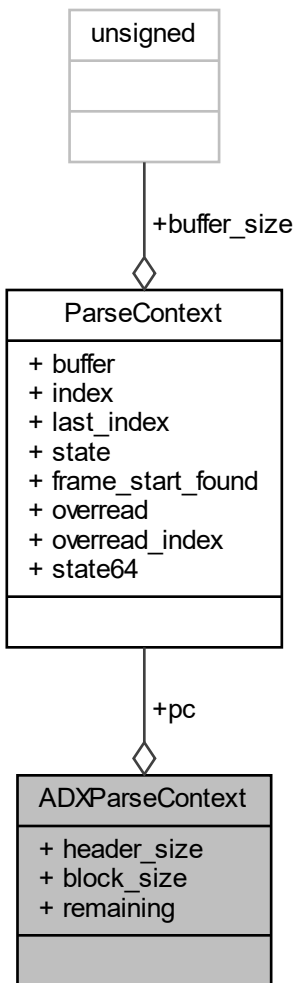 unsigned
+buffer_size
ParseContext
+ buffer
+ index
+ last_index
+ state
+ frame_start_found
+ overread
+ overread_index
+ state64
+pc
ADXParseContext
+ header_size
+ block_size
+ remaining